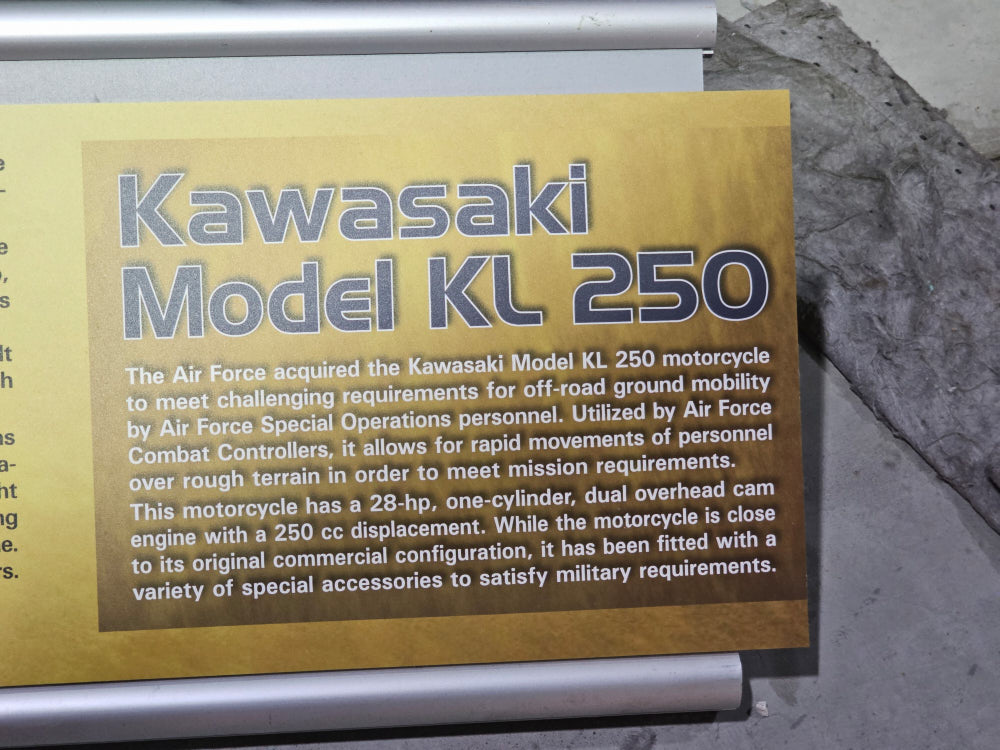 Kawasaki
Model KL 250
The Air Force acquired the Kawasaki Model KL 250 motorcycle
to meet challenging requirements for off-road ground mobility
by Air Force Special Operations personnel. Utilized by Air Force
Combat Controllers, it allows for rapid movements of personnel
over rough terrain in order to meet mission requirements.
This motorcycle has a 28-hp, one-cylinder, dual overhead cam
engine with a 250 cc displacement. While the motorcycle is close
to its original commercial configuration, it has been fitted with a
variety of special accessories to satisfy military requirements.